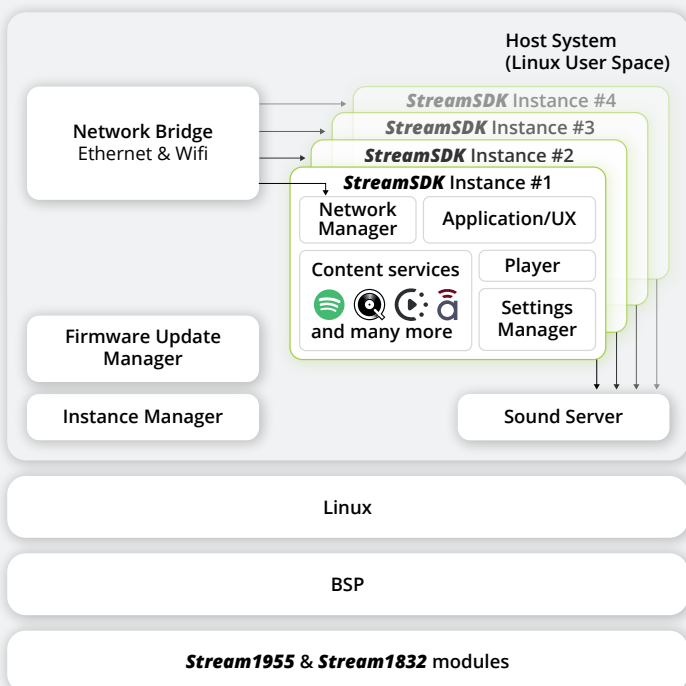 Host System
(Linux User Space)
Network Bridge
Ethernet & Wifi
StreamSDK Instance #4
StreamSDK Instance #3
StreamSDK Instance #2
StreamSDK Instance #1
Network
Manager
Application/UX
Content services
and many more
Player
Settings
Manager
Firmware Update
Manager
Instance Manager
Sound Server
Linux
BSP
Stream1955 & Stream1832 modules